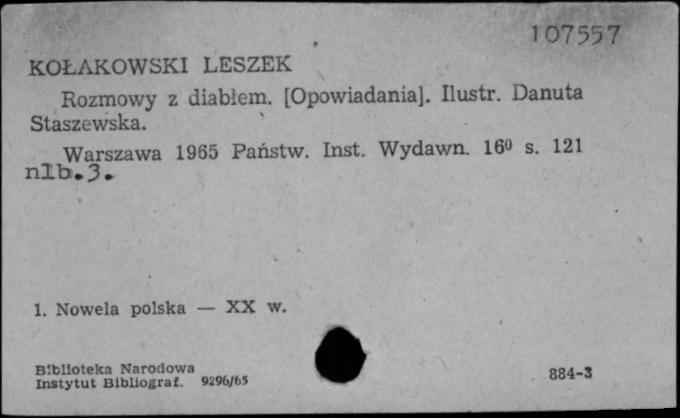 107557
KOŁAKOWSKI LESZEK
Rozmowy z diabłem. [Opowiadania]. Ilustr. Danuta
Staszewska.
Warszawa 1965 Państw. Inst. Wydawn. 16⁰ s. 121
nlb.3.
1. Nowela polska — XX w.
Biblioteka Narodowa
Instytut Bibliograf. 9296/65
884-3